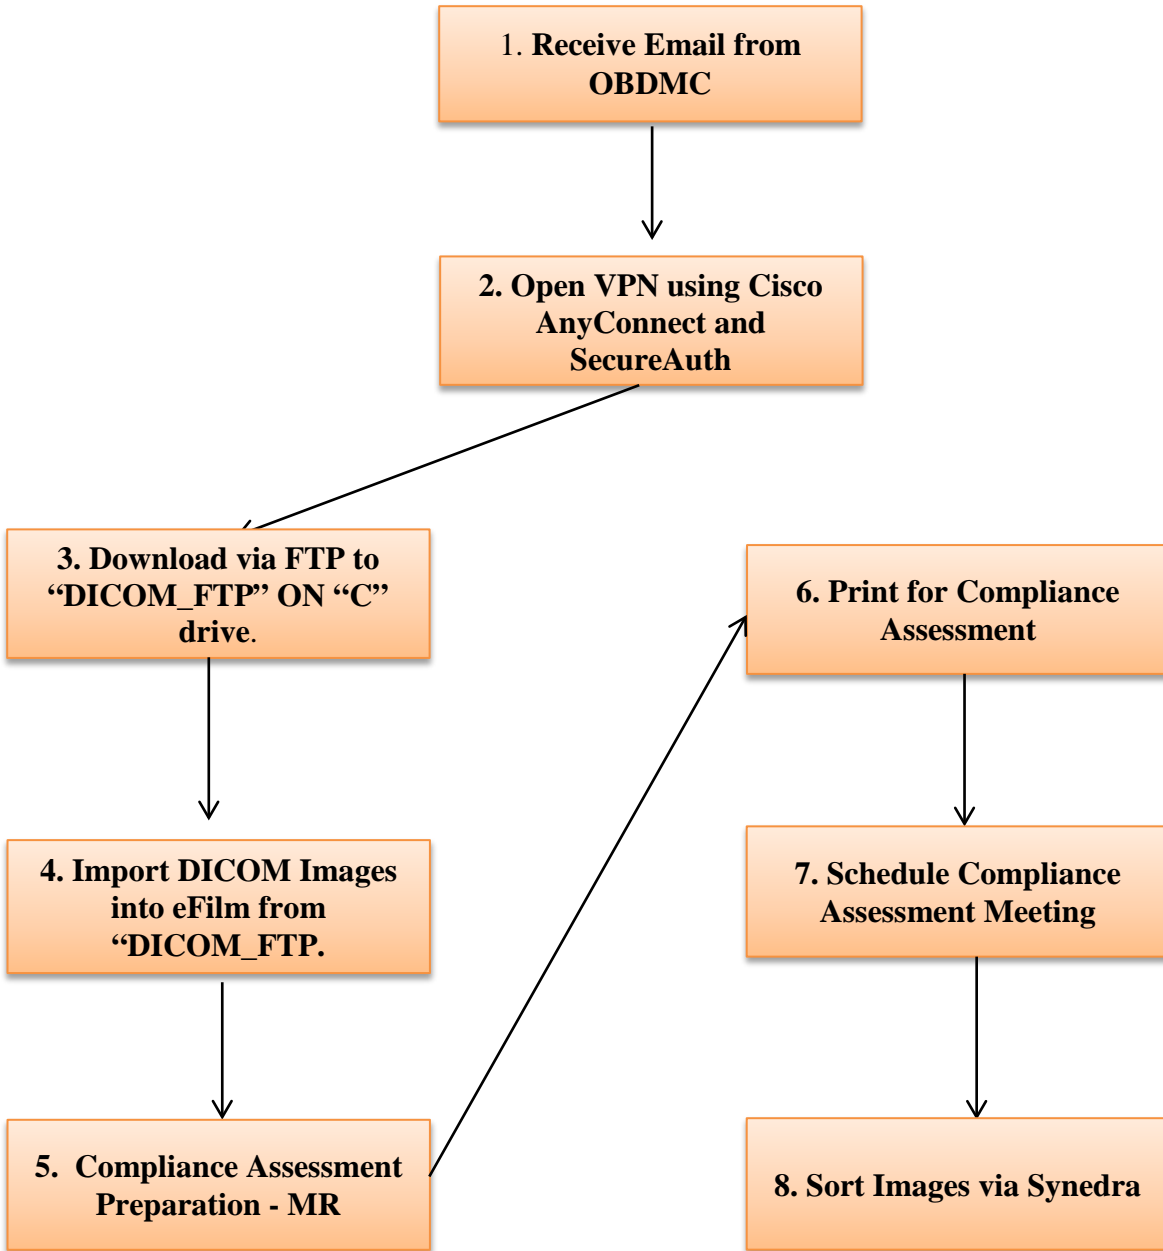 1. Receive Email from
OBDMC
2. Open VPN using Cisco
AnyConnect and
SecureAuth
3. Download via FTP to
“DICOM_FTP” ON “C”
drive.
4. Import DICOM Images
into eFilm from
“DICOM_FTP.
5. Compliance Assessment
Preparation - MR
6. Print for Compliance
Assessment
7. Schedule Compliance
Assessment Meeting
8. Sort Images via Synedra